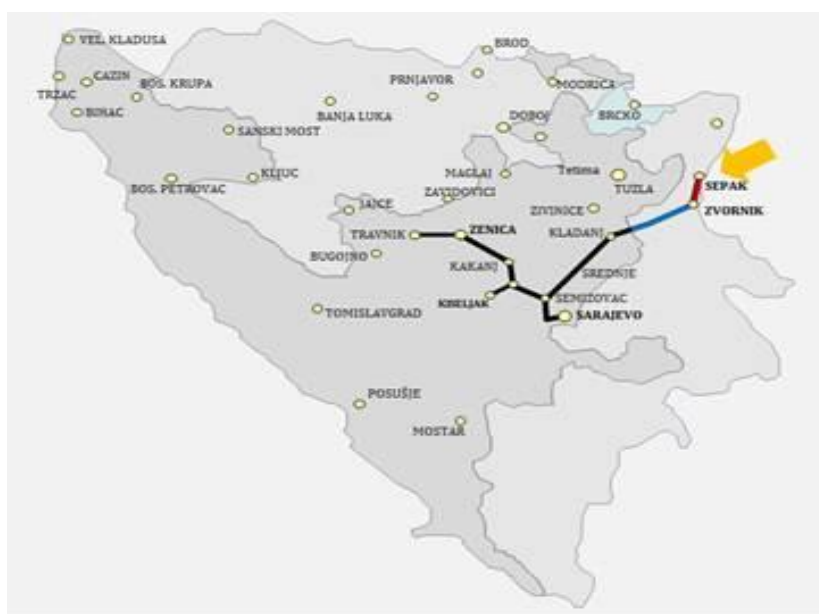 VEL. KLADUSA
BROD
CAZIN
TRZAC
BOS. KRUPA
PRNJAVOR
MODRICA
BIHAC
BANJA LUKA
DOBOJ
BRCKO
SANSKI MOST
KLJUC
MAGLAJ
Tetima
SEPAK
BOS. PETROVAC
ZAVIDOVICI
TUZLA
JAJCE
ZIVINICE
ZVORNIK
TRAVNIK
ZENICA
KLADANJ
BUGOJNO
KAKANJ
SREDNJE
KISELJAK
SEMIZOVAC
TOMISLAVGRAD
SARAJEVO
POSUŠJE
MOSTAR